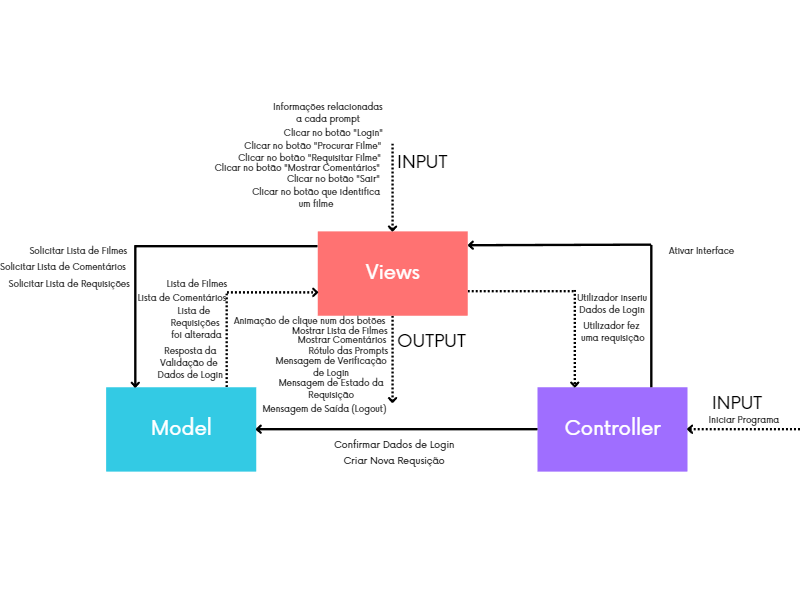 Informações relacionadas
a cada prompt
Clicar no botão "Login"
Clicar no botão "Procurar Filme"
Clicar no botão "Requisitar Filme"
Clicar no botão "Mostrar Comentários"
Clicar no botão "Sair"
Clicar no botão que identifica
um filme
INPUT
Views
Solicitar Lista de Filmes
Solicitar Lista de Comentários
Solicitar Lista de Requisições
Ativar Interface
Lista de Filmes
Lista de Comentários
Lista de
Requisições
foi alterada
Resposta da
Validação de
Dados de Login
Animação de clique num dos botões
Mostrar Lista de Filmes
Mostrar Comentários
Rótulo das Prompts
Mensagem de Verificação
de Login
Mensagem de Estado da
Requisição
Mensagem de Saída (Logout)
OUTPUT
Utilizador inseriu
Dados de Login
Utilizador fez
uma requisição
Model
Controller
INPUT
Iniciar Programa
Confirmar Dados de Login
Criar Nova Requsição